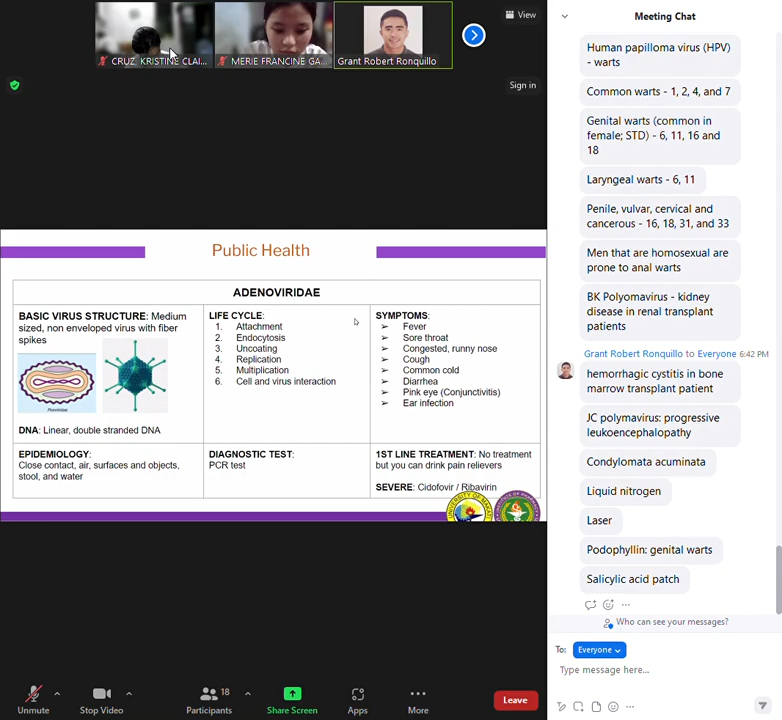 CRUZ, KRISTINE CLAI...
MERIE FRANCINE GA...
Grant Robert Ronquillo
View
Sign in
Public Health
ADENOVIRIDAE
BASIC VIRUS STRUCTURE: Medium
sized, non enveloped virus with fiber
spikes
Poxviridae
DNA: Linear, double stranded DNA
LIFE CYCLE:
1. Attachment
2. Endocytosis
3. Uncoating
4. Replication
5. Multiplication
6. Cell and virus interaction
SYMPTOMS:
➢ Fever
➢ Sore throat
➢ Congested, runny nose
➢ Cough
➢ Common cold
➢ Diarrhea
➢ Pink eye (Conjunctivitis)
➢ Ear infection
EPIDEMIOLOGY:
Close contact, air, surfaces and objects,
stool, and water
DIAGNOSTIC TEST:
PCR test
1ST LINE TREATMENT: No treatment
but you can drink pain relievers
SEVERE: Cidofovir / Ribavirin
Unmute
Stop Video
18
Participants
Share Screen
Apps
More
Leave
Meeting Chat
Human papilloma virus (HPV)
- warts
Common warts - 1, 2, 4, and 7
Genital warts (common in
female; STD) - 6, 11, 16 and
18
Laryngeal warts - 6, 11
Penile, vulvar, cervical and
cancerous - 16, 18, 31, and 33
Men that are homosexual are
prone to anal warts
BK Polyomavirus - kidney
disease in renal transplant
patients
Grant Robert Ronquillo to Everyone 6:42 PM
hemorrhagic cystitis in bone
marrow transplant patient
JC polymavirus: progressive
leukoencephalopathy
Condylomata acuminata
Liquid nitrogen
Laser
Podophyllin: genital warts
Salicylic acid patch
Who can see your messages?
To: Everyone
Type message here...